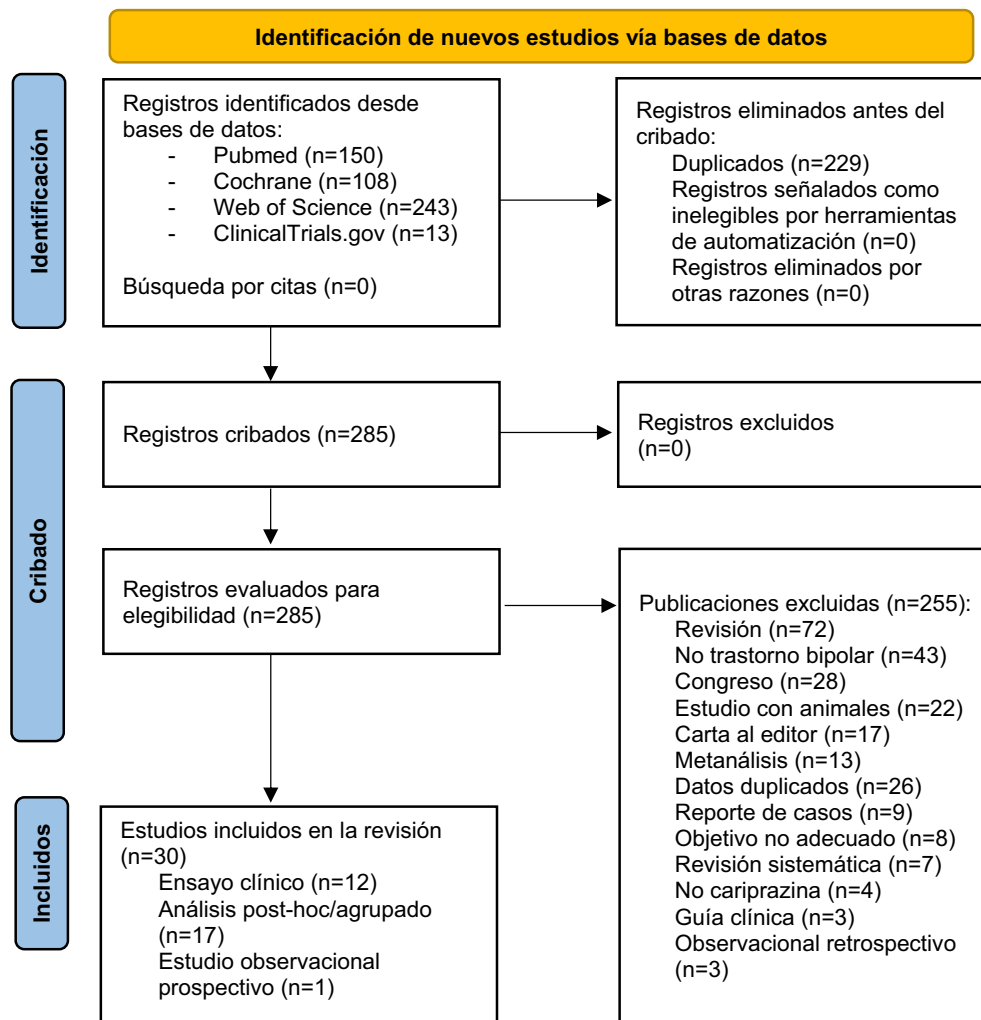 Identificación de nuevos estudios vía bases de datos
Identificación
Registros identificados desde
bases de datos:
- Pubmed (n=150)
- Cochrane (n=108)
- Web of Science (n=243)
- ClinicalTrials.gov (n=13)
Búsqueda por citas (n=0)
Registros eliminados antes del
cribado:
Duplicados (n=229)
Registros señalados como
inelegibles por herramientas
de automatización (n=0)
Registros eliminados por
otras razones (n=0)
Cribado
Registros cribados (n=285)
Registros excluidos
(n=0)
Registros evaluados para
elegibilidad (n=285)
Publicaciones excluidas (n=255):
Revisión (n=72)
No trastorno bipolar (n=43)
Congreso (n=28)
Estudio con animales (n=22)
Carta al editor (n=17)
Metanálisis (n=13)
Datos duplicados (n=26)
Reporte de casos (n=9)
Objetivo no adecuado (n=8)
Revisión sistemática (n=7)
No cariprazina (n=4)
Guía clínica (n=3)
Observacional retrospectivo
(n=3)
Incluidos
Estudios incluidos en la revisión
(n=30)
Ensayo clínico (n=12)
Análisis post-hoc/agrupado
(n=17)
Estudio observacional
prospectivo (n=1)